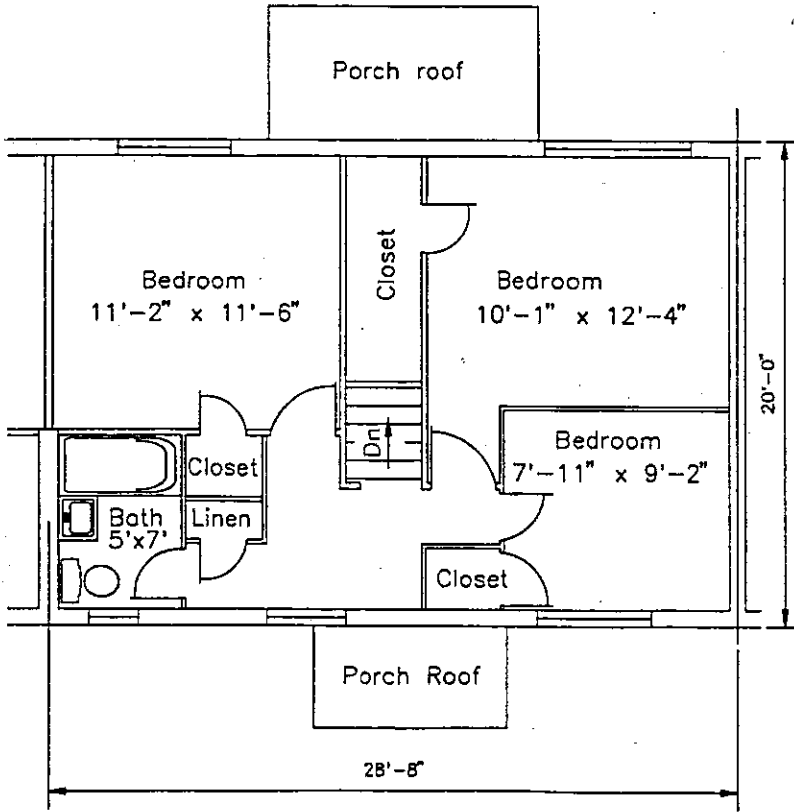 Porch roof
Bedroom
11'-2" x 11'-6"
Closet
Bedroom
10'-1" x 12'-4"
20'-0"
Dn
Bedroom
7'-11" x 9'-2"
Closet
Linen
Bath
5'x7'
Closet
Porch Roof
28'-8"